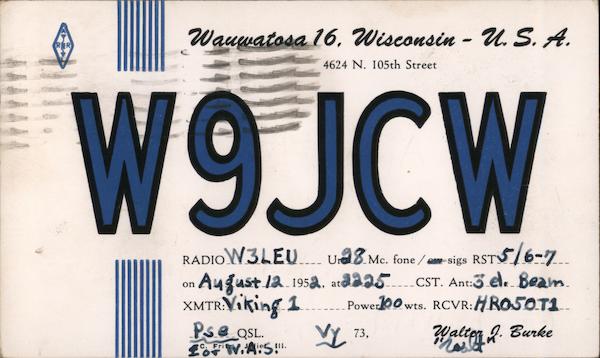 Wauwatosa 16, Wisconsin - U. S. A.
4624 N. 105th Street
W9JCW
RADIO W3LEU Ur 28 Mc. fone / sigs RST 5/6-7
on August 12 1952, at 2225 CST. Ant: 3 el. Beam
XMTR: Viking 1 Power 100 wts. RCVR: HRO50T1
Pse QSL. Vy 73, Walter J. Burke
For W.A.S.